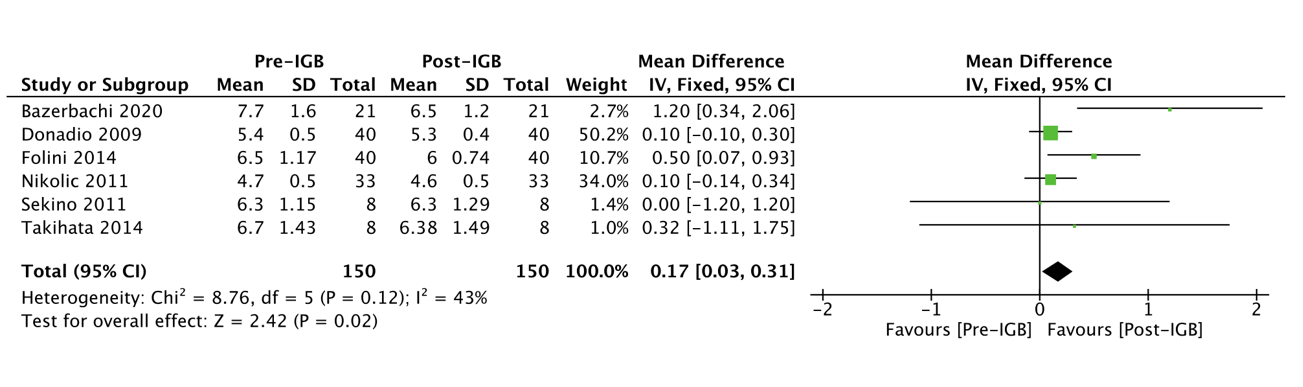 Pre-IGB Post-IGB Mean Difference Mean Difference
Study or Subgroup Mean SD Total Mean SD Total Weight IV, Fixed, 95% CI IV, Fixed, 95% CI
Bazerbachi 2020 7.7 1.6 21 6.5 1.2 21 2.7% 1.20 [0.34, 2.06]
Donadio 2009 5.4 0.5 40 5.3 0.4 40 50.2% 0.10 [-0.10, 0.30]
Folini 2014 6.5 1.17 40 6 0.74 40 10.7% 0.50 [0.07, 0.93]
Nikolic 2011 4.7 0.5 33 4.6 0.5 33 34.0% 0.10 [-0.14, 0.34]
Sekino 2011 6.3 1.15 8 6.3 1.29 8 1.4% 0.00 [-1.20, 1.20]
Takihata 2014 6.7 1.43 8 6.38 1.49 8 1.0% 0.32 [-1.11, 1.75]
Total (95% CI) 150 150 100.0% 0.17 [0.03, 0.31]
Heterogeneity: Chi² = 8.76, df = 5 (P = 0.12); I² = 43%
Test for overall effect: Z = 2.42 (P = 0.02)
-2 -1 0 1 2
Favours [Pre-IGB] Favours [Post-IGB]